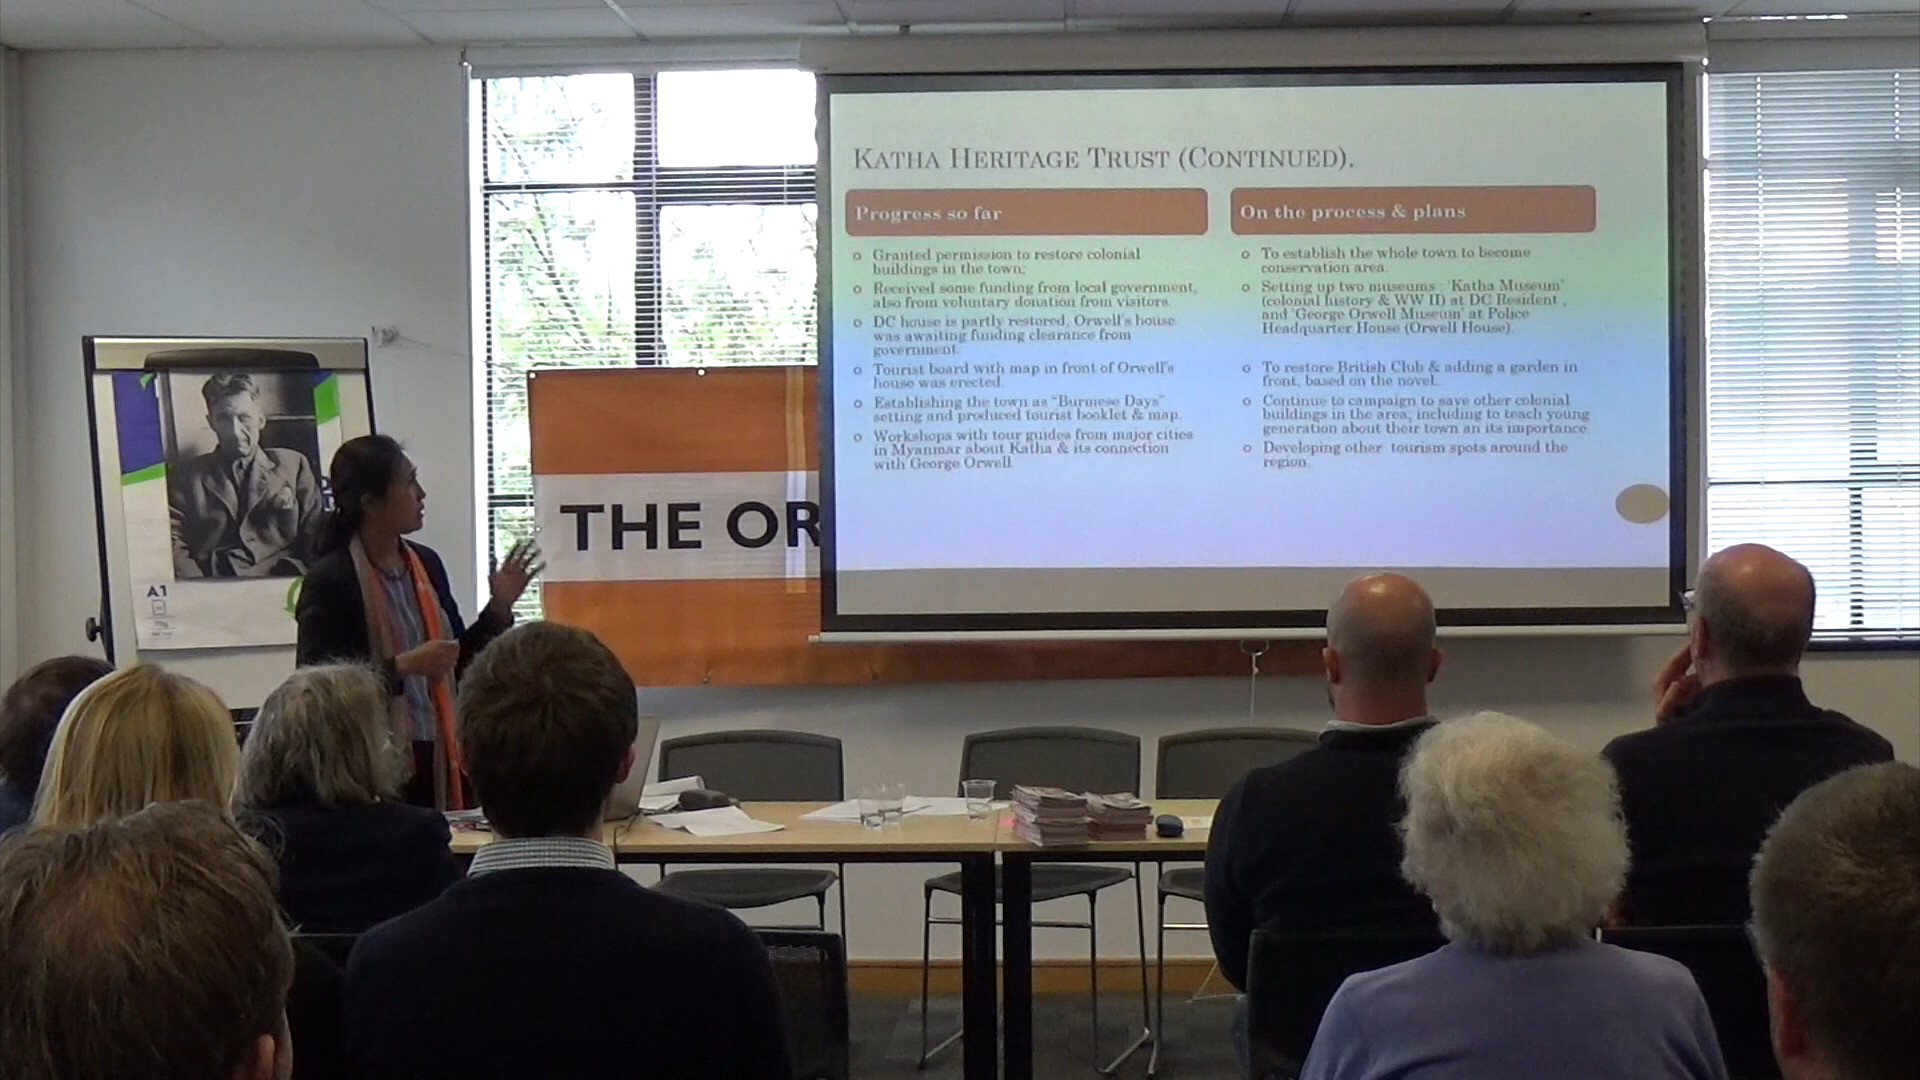 KATHA HERITAGE TRUST (CONTINUED).
Progress so far
Granted permission to restore colonial
buildings in the town;
Received some funding from local government,
also from voluntary donation from visitors.
DC house is partly restored, Orwell's house
was awaiting funding clearance from
government.
Tourist board with map in front of Orwell's
house was erected.
Establishing the town as "Burmese Days"
setting and produced tourist booklet & map.
Workshops with tour guides from major cities
in Myanmar about Katha & its connection
with George Orwell.
On the process & plans
To establish the whole town to become
conservation area.
Setting up two museums : 'Katha Museum'
(colonial history & WW II) at DC Resident ,
and 'George Orwell Museum' at Police
Headquarter House (Orwell House).
To restore British Club & adding a garden in
front, based on the novel.
Continue to campaign to save other colonial
buildings in the area, including to teach young
generation about their town an its importance.
Developing other tourism spots around the
region.
THE OR
A1